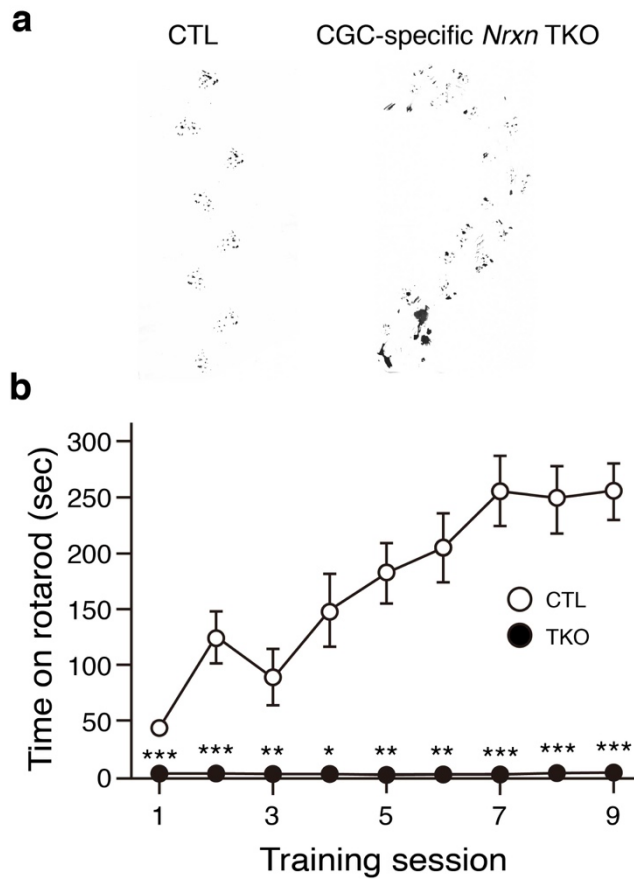 a
CTL
CGC-specific Nrxn TKO
b
Time on rotarod (sec)
300
250
200
150
100
50
0
CTL
TKO
*** *** ** * ** ** *** *** ***
1 3 5 7 9
Training session